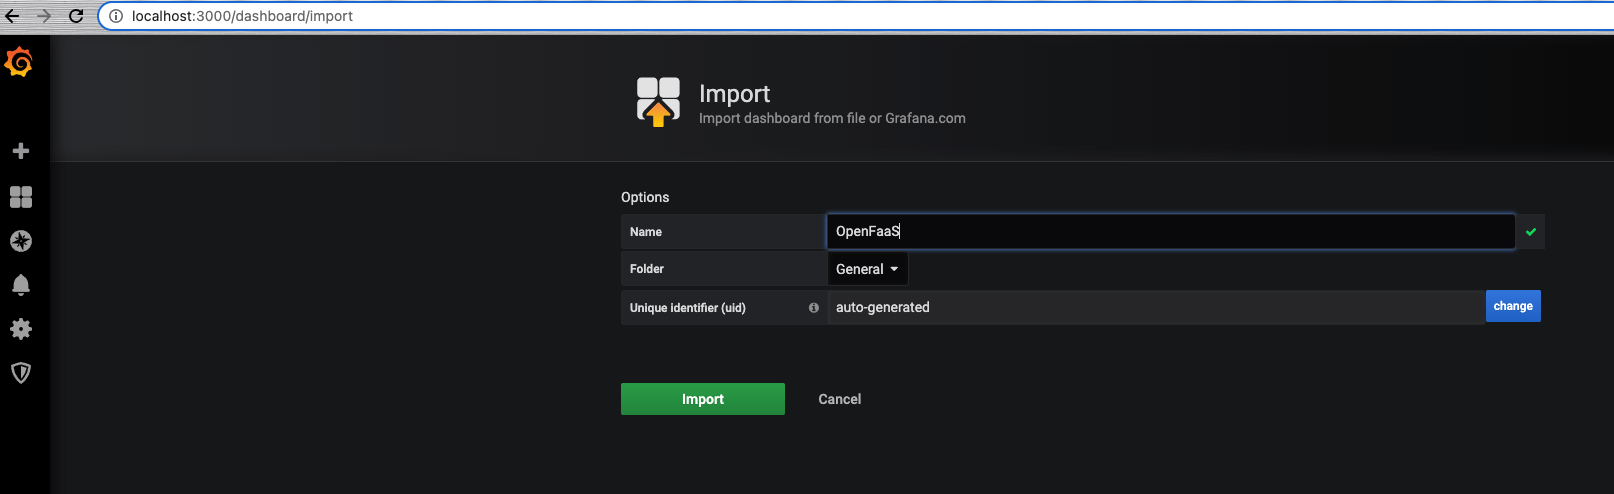 localhost:3000/dashboard/import
Import
Import dashboard from file or Grafana.com
Options
Name OpenFaaS
Folder General
Unique identifier (uid) auto-generated change
Import Cancel